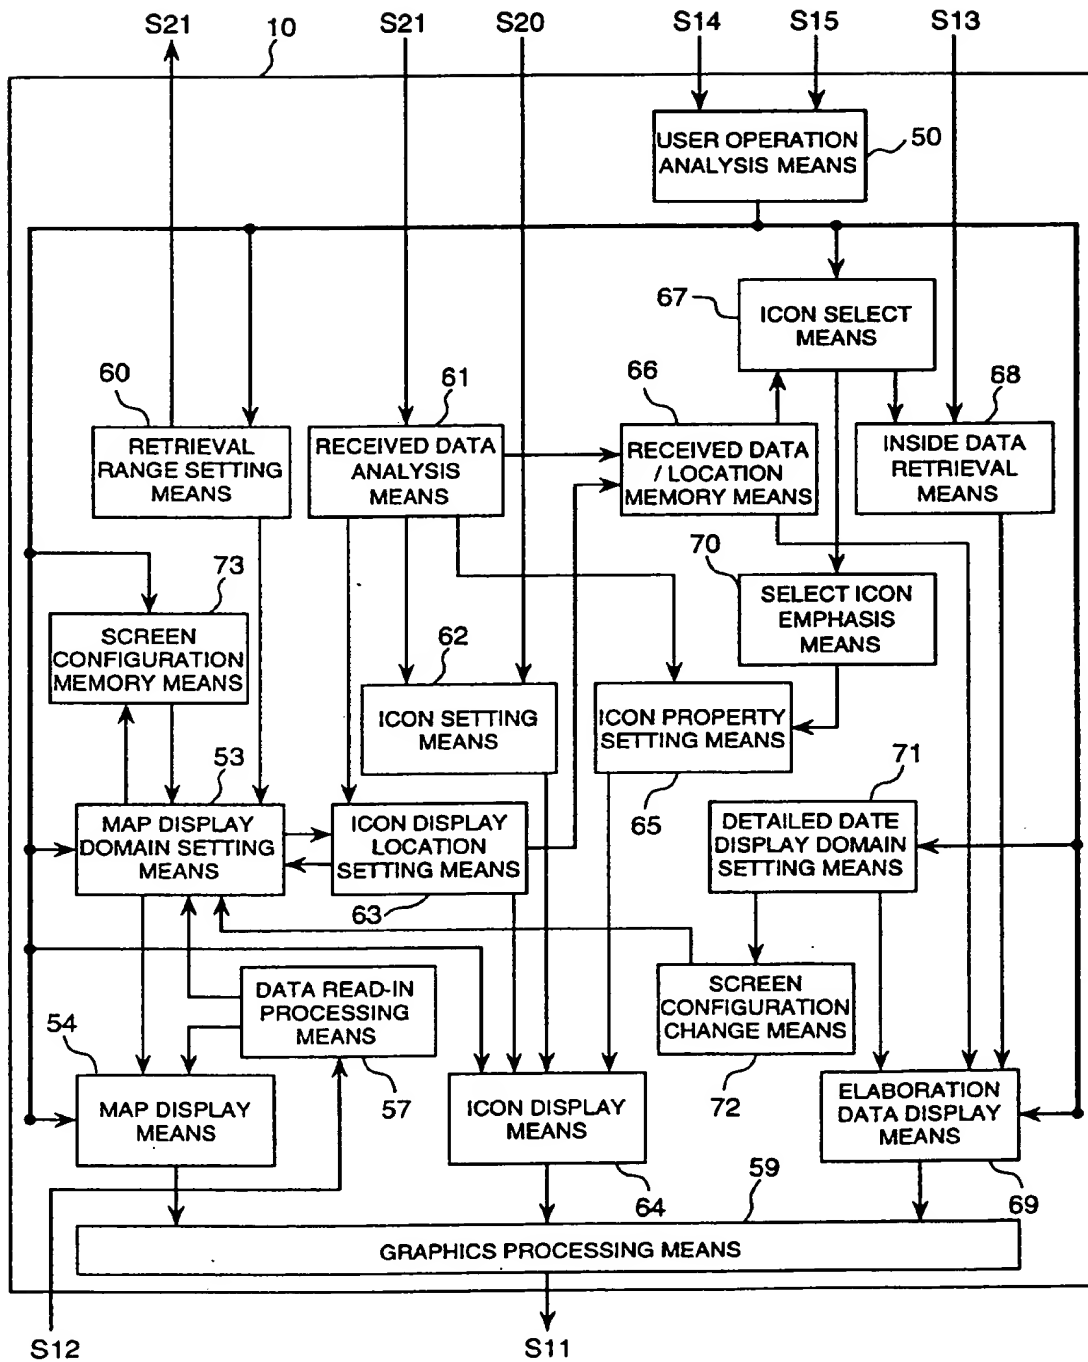 S21
10
S21
S20
S14
S15
S13
USER OPERATION
ANALYSIS MEANS
50
67
ICON SELECT
MEANS
60
RETRIEVAL
RANGE SETTING
MEANS
61
RECEIVED DATA
ANALYSIS
MEANS
66
RECEIVED DATA
/ LOCATION
MEMORY MEANS
68
INSIDE DATA
RETRIEVAL
MEANS
73
SCREEN
CONFIGURATION
MEMORY MEANS
62
ICON SETTING
MEANS
70
SELECT ICON
EMPHASIS
MEANS
ICON PROPERTY
SETTING MEANS
65
53
MAP DISPLAY
DOMAIN SETTING
MEANS
ICON DISPLAY
LOCATION
SETTING MEANS
63
71
DETAILED DATE
DISPLAY DOMAIN
SETTING MEANS
DATA READ-IN
PROCESSING
MEANS
57
SCREEN
CONFIGURATION
CHANGE MEANS
72
54
MAP DISPLAY
MEANS
ICON DISPLAY
MEANS
64
ELABORATION
DATA DISPLAY
MEANS
69
59
GRAPHICS PROCESSING MEANS
S12
S11